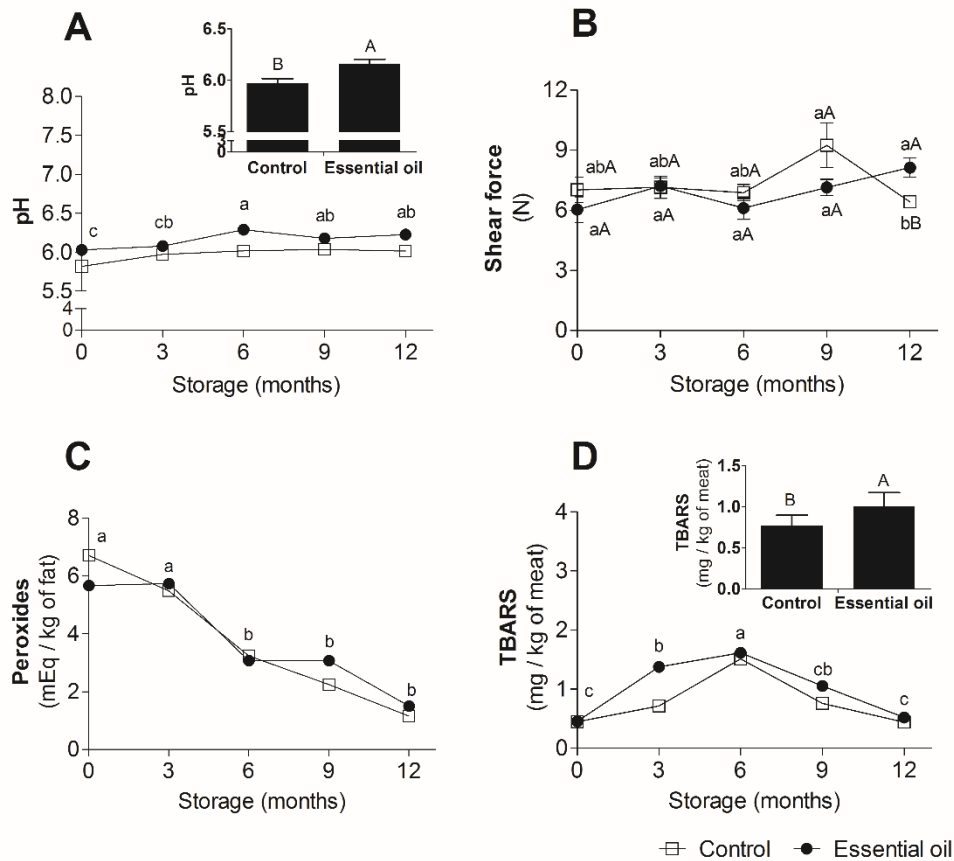 A
pH
8.0
7.5
7.0
6.5
6.0
5.5
4
0
c
cb
a
ab
ab
0
3
6
9
12
Storage (months)
pH
6.5
6.0
5.5
3
0
B
A
Control
Essential oil
B
Shear force
(N)
12
9
6
3
0
abA
abA
abA
aA
aA
aA
aA
aA
aA
bB
0
3
6
9
12
Storage (months)
C
Peroxides
(mEq / kg of fat)
8
6
4
2
0
a
a
b
b
b
0
3
6
9
12
Storage (months)
D
TBARS
(mg / kg of meat)
4
3
2
1
0
c
b
a
cb
c
0
3
6
9
12
Storage (months)
TBARS
(mg / kg of meat)
1.5
1.0
0.5
0.0
B
A
Control
Essential oil
Control
Essential oil